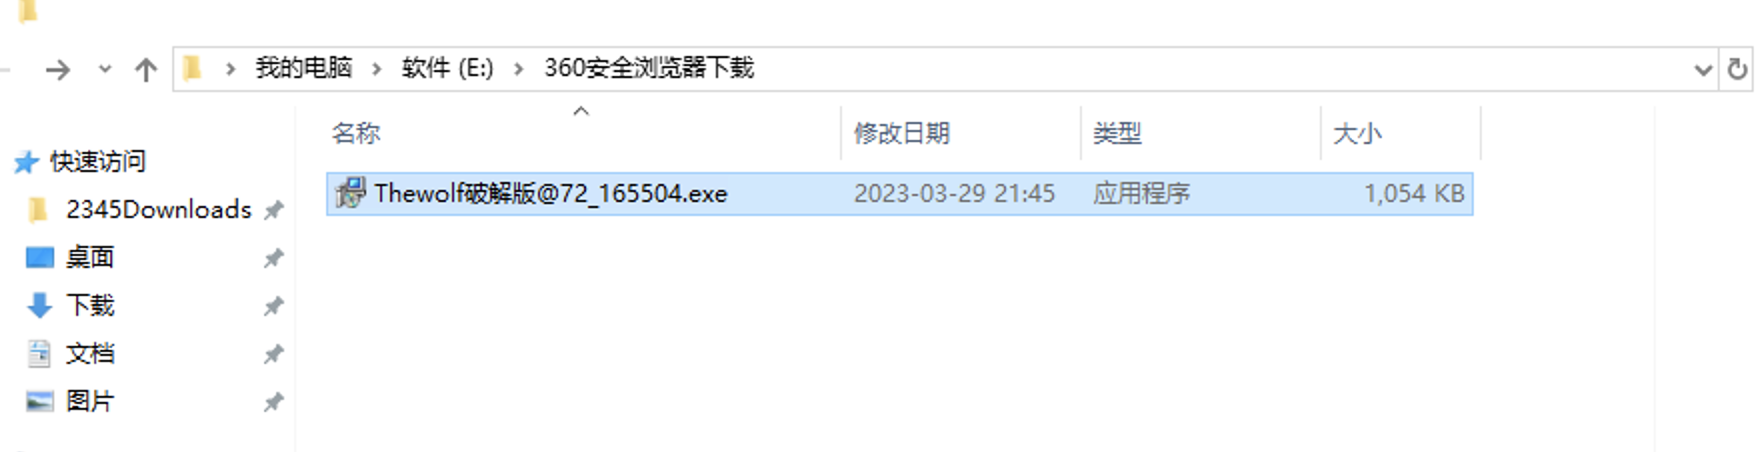 我的电脑 > 软件 (E:) > 360安全浏览器下载
名称 修改日期 类型 大小
快速访问
Thewolf破解版@72_165504.exe 2023-03-29 21:45 应用程序 1,054 KB
2345Downloads
桌面
下载
文档
图片